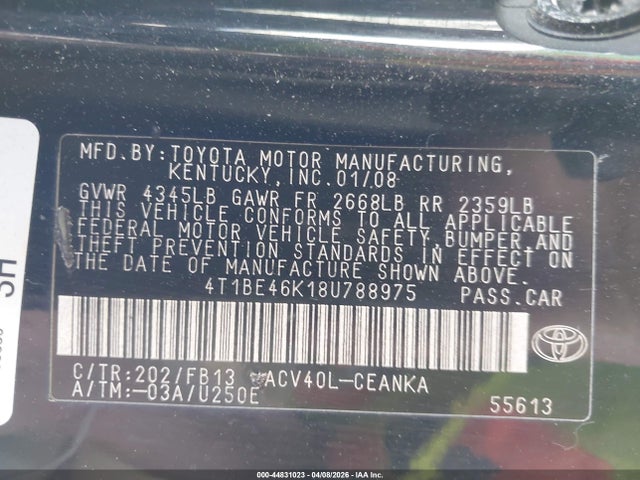 MFD.BY:TOYOTA MOTOR MANUFACTURING,
KENTUCKY,INC.01/08
GVWR 4345LB GAWR FR 2668LB RR 2359LB
THIS VEHICLE CONFORMS TO ALL APPLICABLE
FEDERAL MOTOR VEHICLE SAFETY,BUMPER,AND
THEFT PREVENTION STANDARDS IN EFFECT ON
THE DATE OF MANUFACTURE SHOWN ABOVE.
4T1BE46K18U788975 PASS.CAR
C/TR:202/FB13 ACV40L-CEANKA
A/TM:-03A/U250E
55613
SH
000-44831023 04/08/2026 IAA Inc.